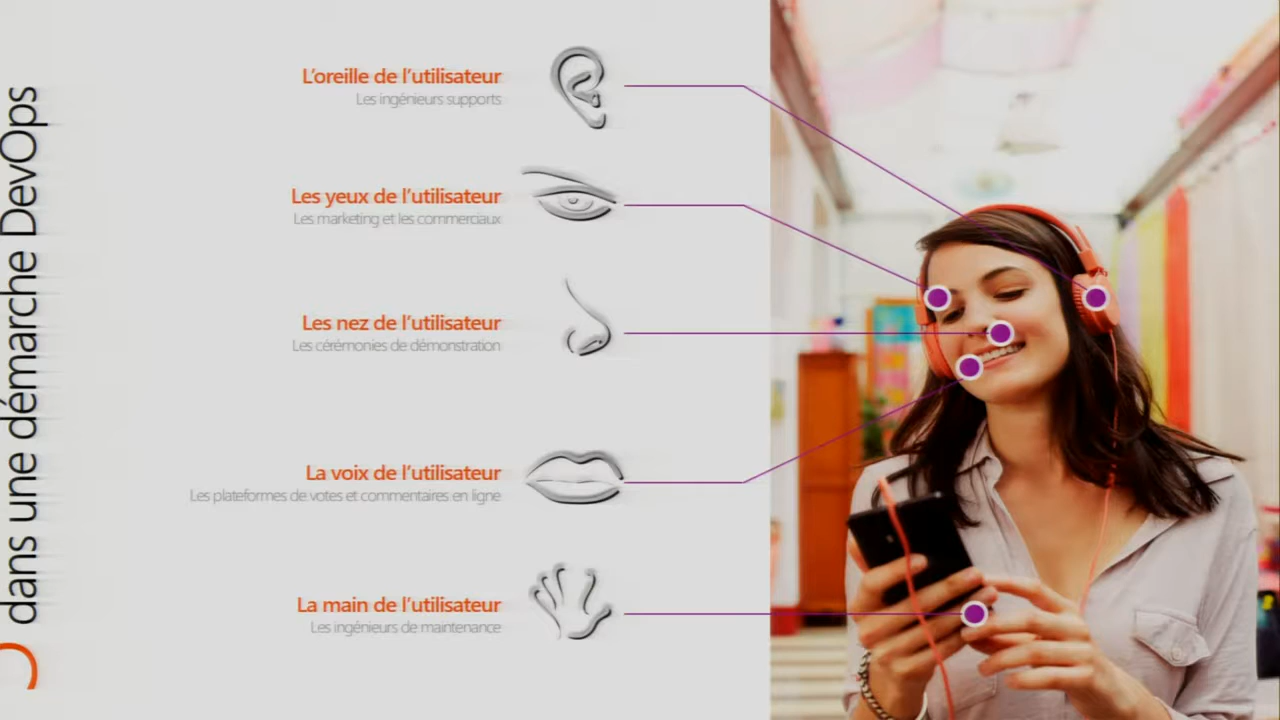 dans une démarche DevOps
L'oreille de l'utilisateur
Les ingénieurs supports
Les yeux de l'utilisateur
Les marketing et les commerciaux
Les nez de l'utilisateur
Les cérémonies de démonstration
La voix de l'utilisateur
Les plateformes de votes et commentaires en ligne
La main de l'utilisateur
Les ingénieurs de maintenance